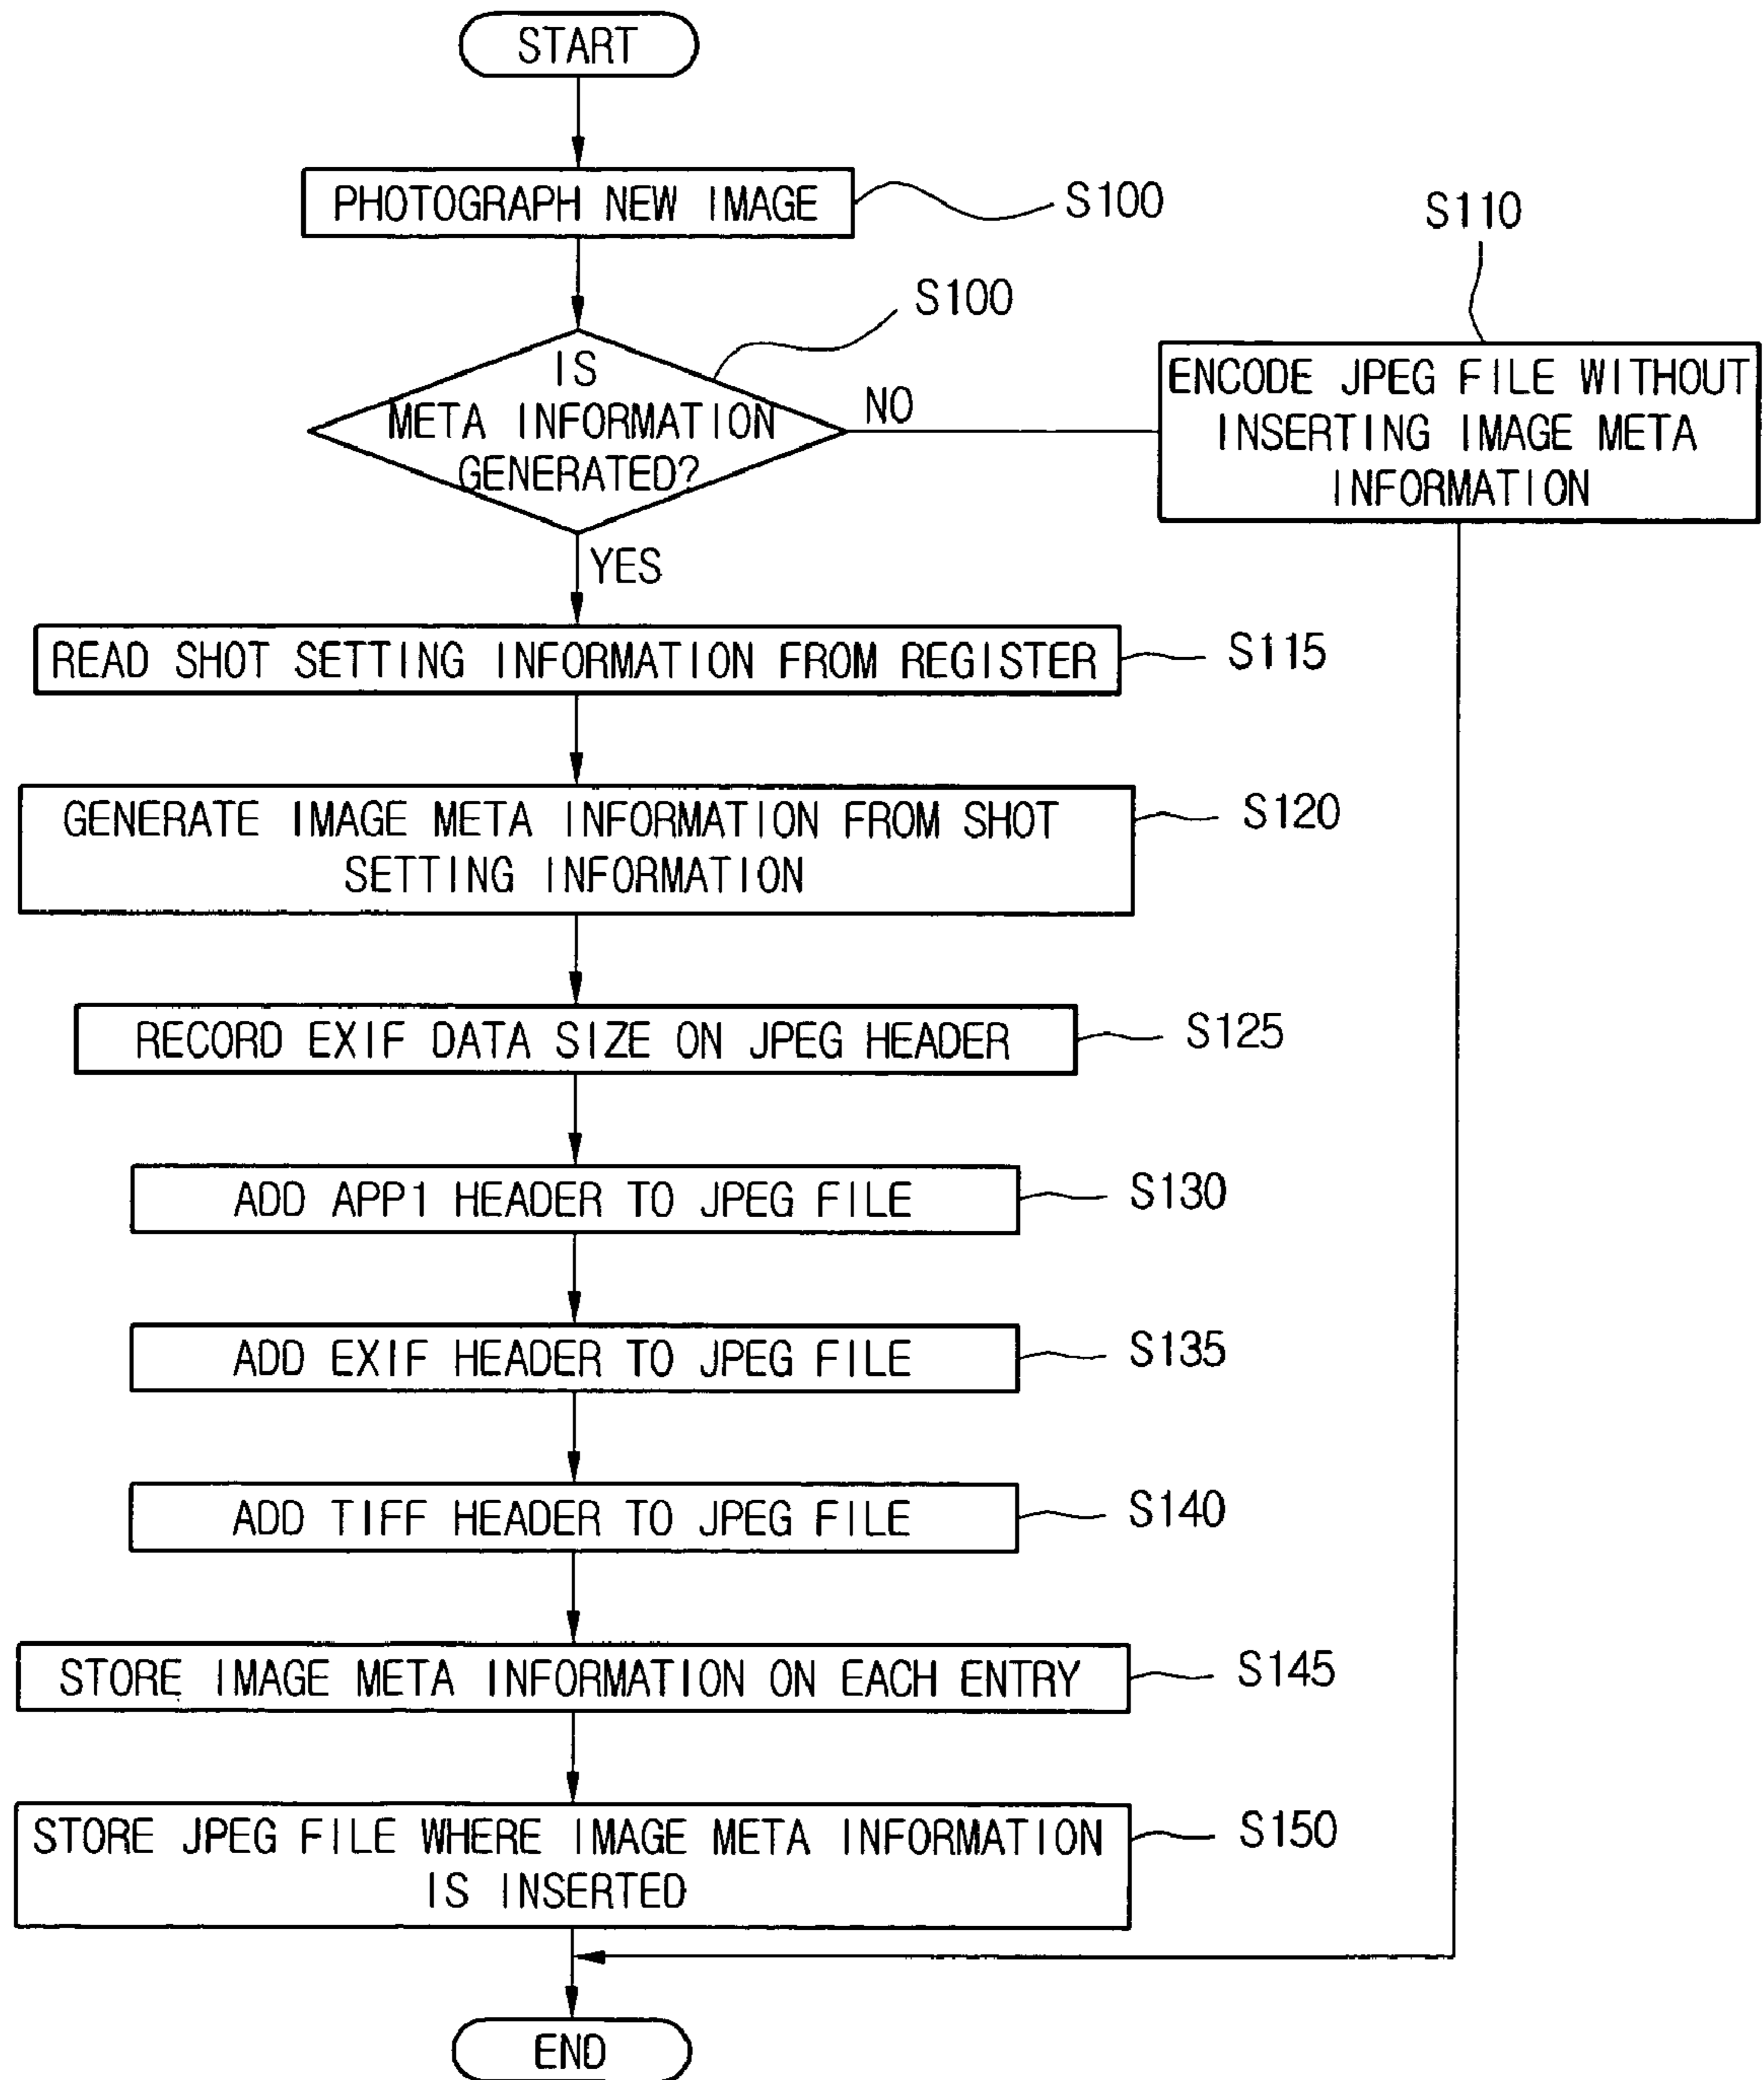 START
PHOTOGRAPH NEW IMAGE
S100
S110
S100
IS
META INFORMATION
GENERATED?
NO
ENCODE JPEG FILE WITHOUT
INSERTING IMAGE META
INFORMATION
YES
READ SHOT SETTING INFORMATION FROM REGISTER
S115
GENERATE IMAGE META INFORMATION FROM SHOT
SETTING INFORMATION
S120
RECORD EXIF DATA SIZE ON JPEG HEADER
S125
ADD APP1 HEADER TO JPEG FILE
S130
ADD EXIF HEADER TO JPEG FILE
S135
ADD TIFF HEADER TO JPEG FILE
S140
STORE IMAGE META INFORMATION ON EACH ENTRY
S145
STORE JPEG FILE WHERE IMAGE META INFORMATION
IS INSERTED
S150
END